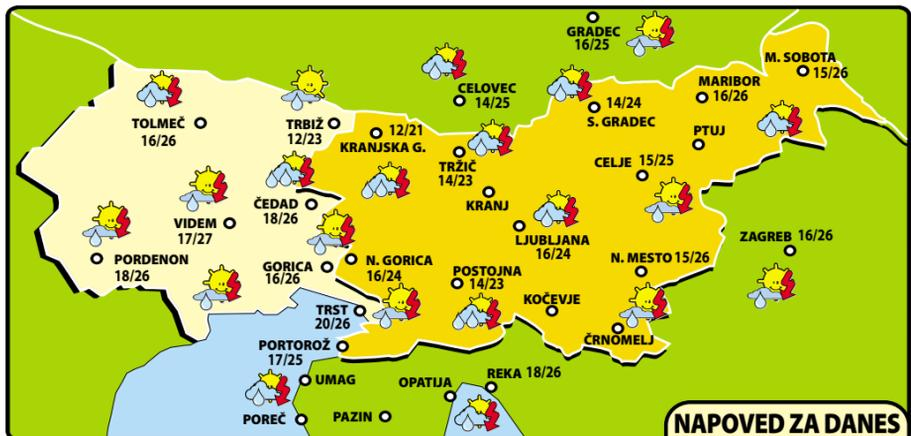 GRADEC
16/25
M. SOBOTA
15/26
CELOVEC
14/25
MARIBOR
16/26
TOLMEČ
16/26
TRBIŽ
12/23
12/21
KRANJSKA G.
14/24
S. GRADEC
PTUJ
TRŽIČ
14/23
CELJE 15/25
KRANJ
ČEDAD
18/26
VIDEM
17/27
LJUBLJANA
16/24
ZAGREB 16/26
PORDENON
18/26
GORICA
16/26
N. GORICA
16/24
POSTOJNA
14/23
N. MESTO 15/26
KOČEVJE
TRST
20/26
ČRNOMELJ
PORTOROŽ
17/25
UMAG
OPATIJA
REKA 18/26
POREČ
PAZIN
NAPOVED ZA DANES